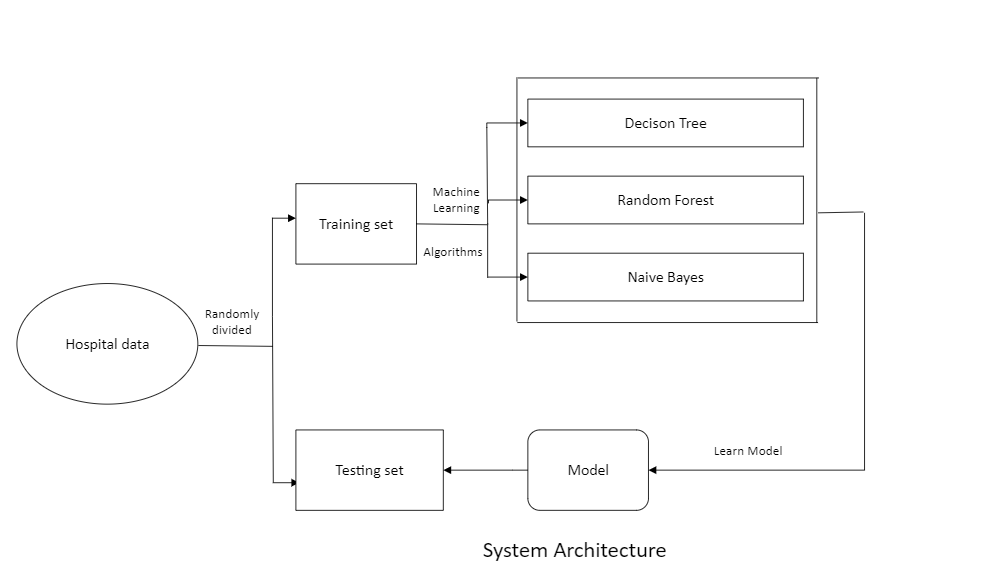 Decison Tree
Machine
Learning
Random Forest
Training set
Algorithms
Naive Bayes
Randomly
divided
Hospital data
Learn Model
Testing set
Model
System Architecture